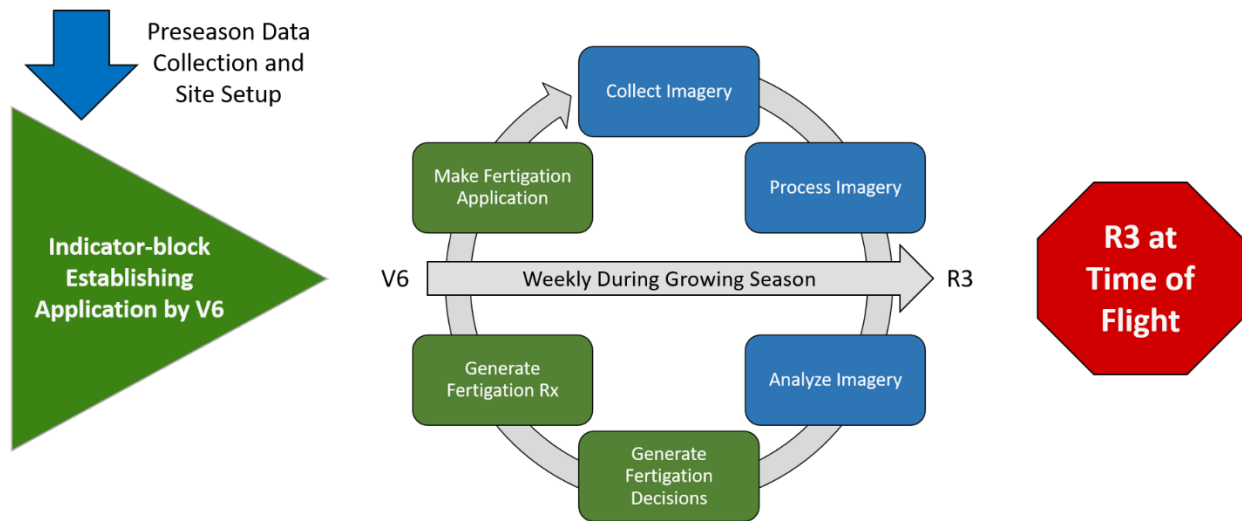 Preseason Data
Collection and
Site Setup
Indicator-block
Establishing
Application by V6
Collect Imagery
Process Imagery
Analyze Imagery
Generate
Fertigation
Decisions
Generate
Fertigation Rx
Make Fertigation
Application
V6
Weekly During Growing Season
R3
R3 at
Time of
Flight